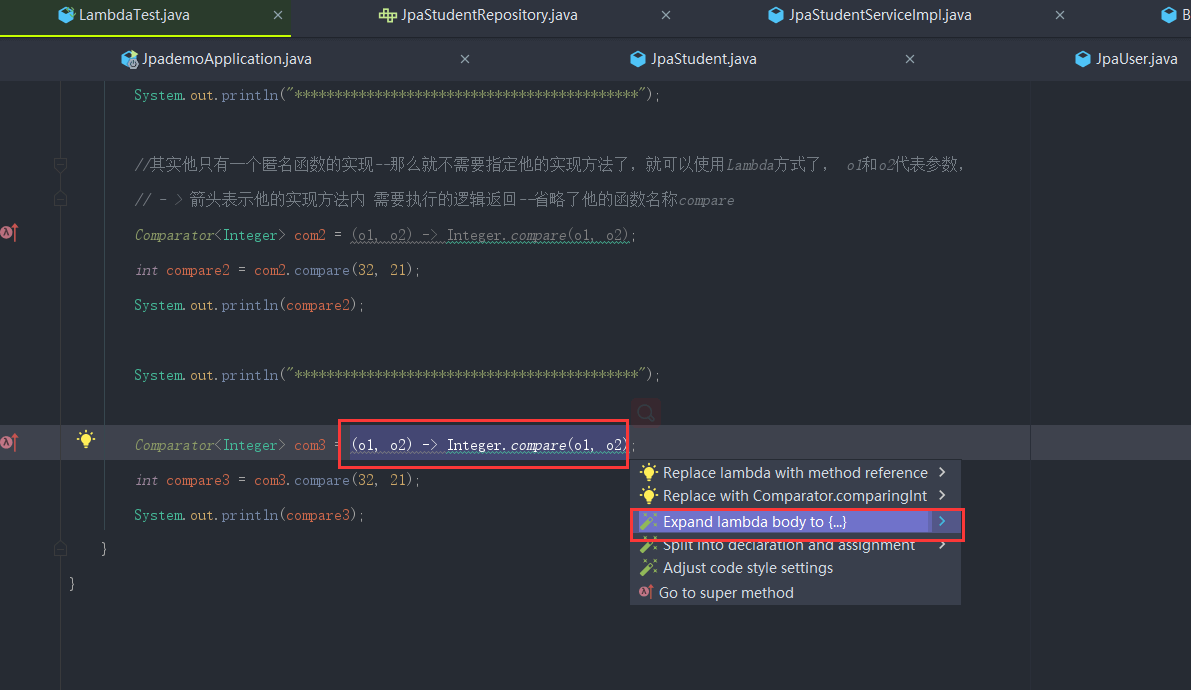 LambdaTest.java JpaStudentRepository.java JpaStudentServiceImpl.java B
JpademoApplication.java JpaStudent.java JpaUser.java
System.out.println("*******************************************");
//其实他只有一个匿名函数的实现--那么就不需要指定他的实现方法了，就可以使用Lambda方式了， o1和o2代表参数，
// - > 箭头表示他的实现方法内 需要执行的逻辑返回--省略了他的函数名称compare
Comparator<Integer> com2 = (o1, o2) -> Integer.compare(o1, o2);
int compare2 = com2.compare(32, 21);
System.out.println(compare2);
System.out.println("*******************************************");
Comparator<Integer> com3 = (o1, o2) -> Integer.compare(o1, o2);
int compare3 = com3.compare(32, 21);
System.out.println(compare3);
}
}
Replace lambda with method reference
Replace with Comparator.comparingInt
Expand lambda body to {...}
Split into declaration and assignment
Adjust code style settings
Go to super method